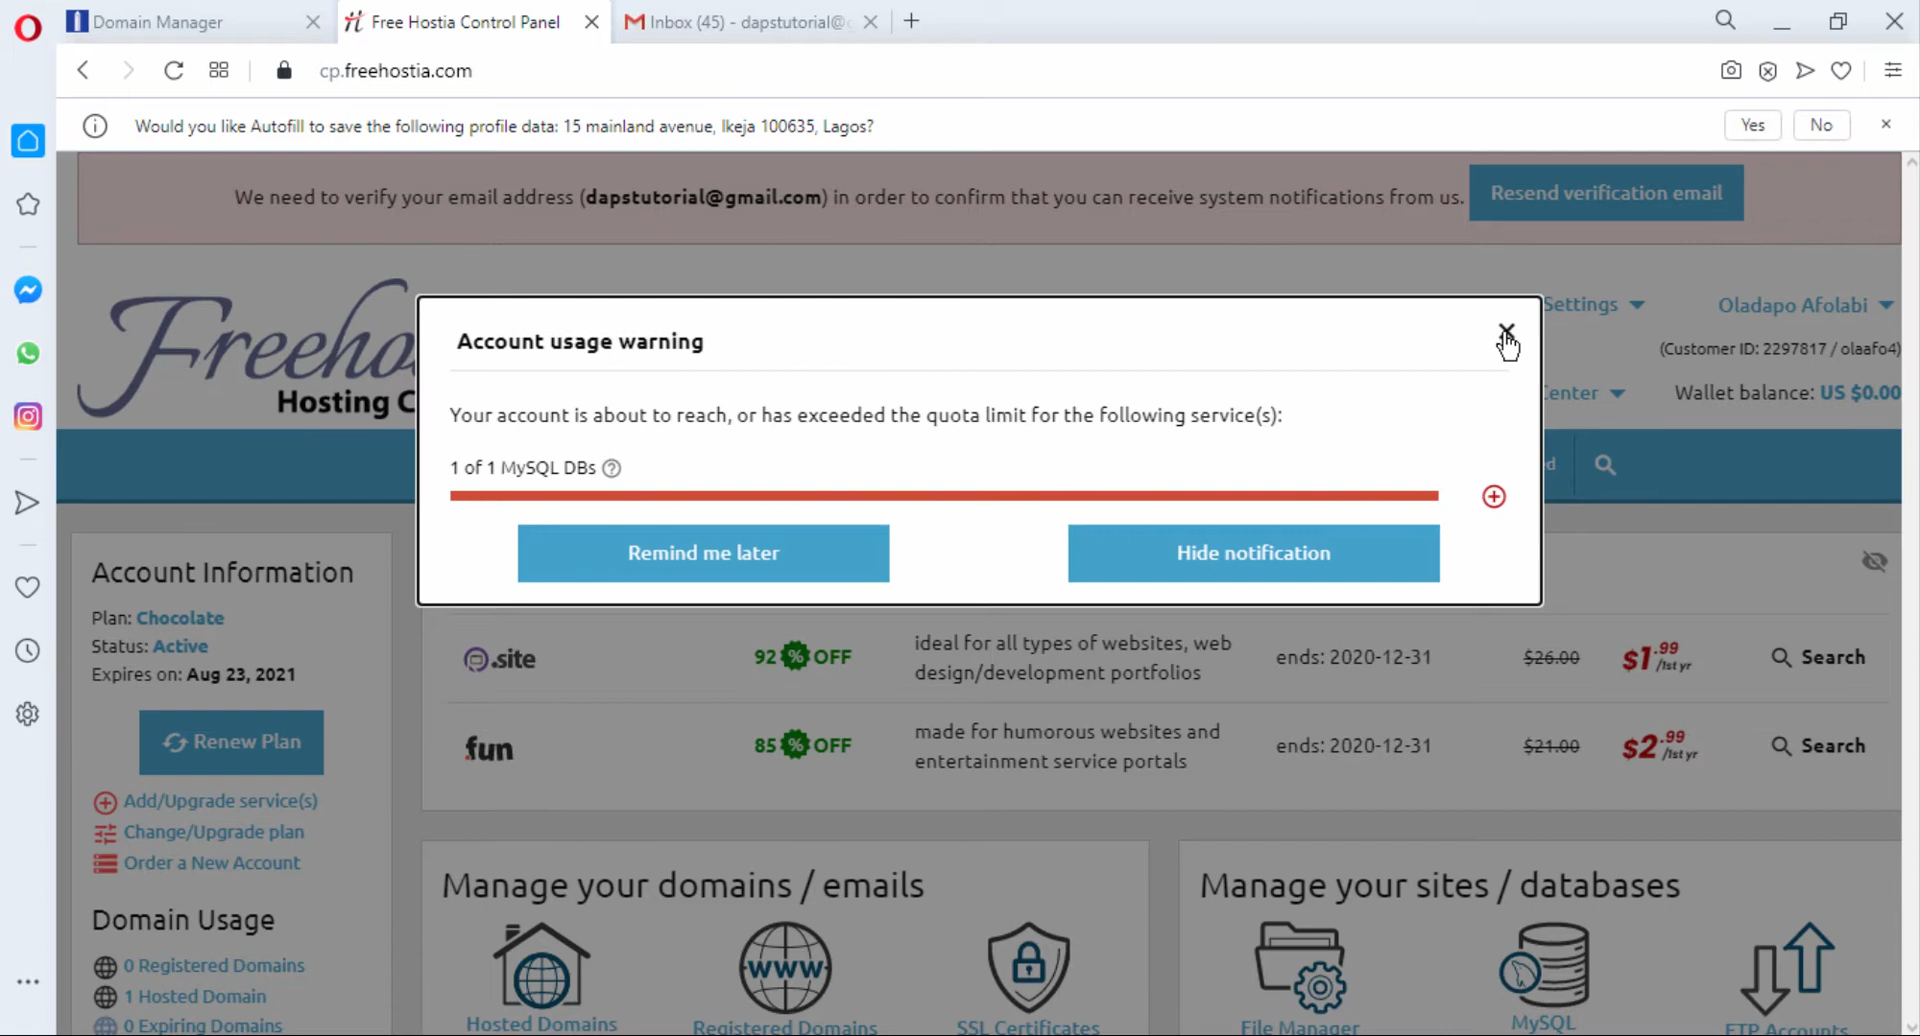 Domain Manager
Free Hostia Control Panel
Inbox (45) - dapstutorial@
cp.freehostia.com
Would you like Autofill to save the following profile data: 15 mainland avenue, Ikeja 100635, Lagos?
Yes
No
We need to verify your email address (dapstutorial@gmail.com) in order to confirm that you can receive system notifications from us.
Resend verification email
Freeho
Hosting C
Settings
Oladapo Afolabi
(Customer ID: 2297817 / olaafo4)
Center
Wallet balance: US $0.00
Account usage warning
Your account is about to reach, or has exceeded the quota limit for the following service(s):
1 of 1 MySQL DBs
Remind me later
Hide notification
Account Information
Plan: Chocolate
Status: Active
Expires on: Aug 23, 2021
Renew Plan
Add/Upgrade service(s)
Change/Upgrade plan
Order a New Account
Domain Usage
0 Registered Domains
1 Hosted Domain
0 Expiring Domains
.site
92 % OFF
ideal for all types of websites, web
design/development portfolios
ends: 2020-12-31
$26.00
$1.99 /1st yr
Search
.fun
85 % OFF
made for humorous websites and
entertainment service portals
ends: 2020-12-31
$21.00
$2.99 /1st yr
Search
Manage your domains / emails
WWW
Hosted Domains
Registered Domains
SSL Certificates
Manage your sites / databases
File Manager
MySQL
FTP Accounts